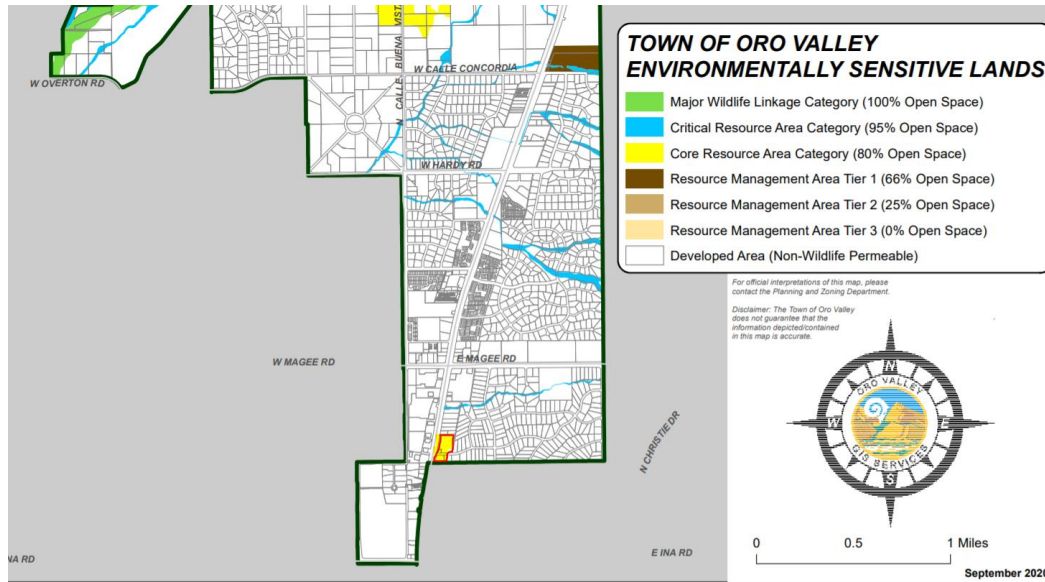 TOWN OF ORO VALLEY
ENVIRONMENTALLY SENSITIVE LANDS
Major Wildlife Linkage Category (100% Open Space)
Critical Resource Area Category (95% Open Space)
Core Resource Area Category (80% Open Space)
Resource Management Area Tier 1 (66% Open Space)
Resource Management Area Tier 2 (25% Open Space)
Resource Management Area Tier 3 (0% Open Space)
Developed Area (Non-Wildlife Permeable)
For official interpretations of this map, please
contact the Planning and Zoning Department.
Disclaimer: The Town of Oro Valley
does not guarantee that the
information depicted/contained
in this map is accurate.
W OVERTON RD
N CALLE BUENA VISTA
W CALLE CONCORDIA
W HARDY RD
W MAGEE RD
E MAGEE RD
N CHRISTIE DR
NA RD
E INA RD
N
ORO VALLEY
W
E
GIS SERVICES
S
0 0.5 1 Miles
September 2020